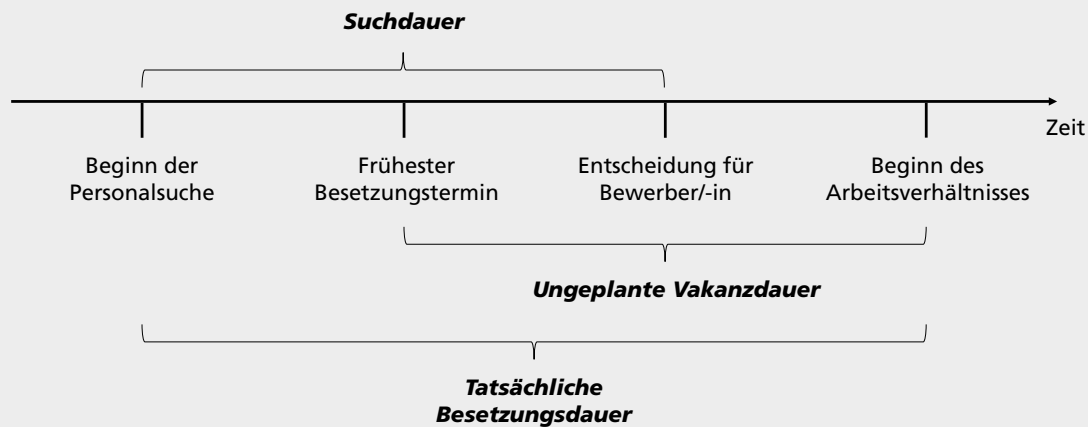 Suchdauer
Zeit
Beginn der
Personalsuche
Frühester
Besetzungstermin
Entscheidung für
Bewerber/-in
Beginn des
Arbeitsverhältnisses
Ungeplante Vakanzdauer
Tatsächliche
Besetzungsdauer